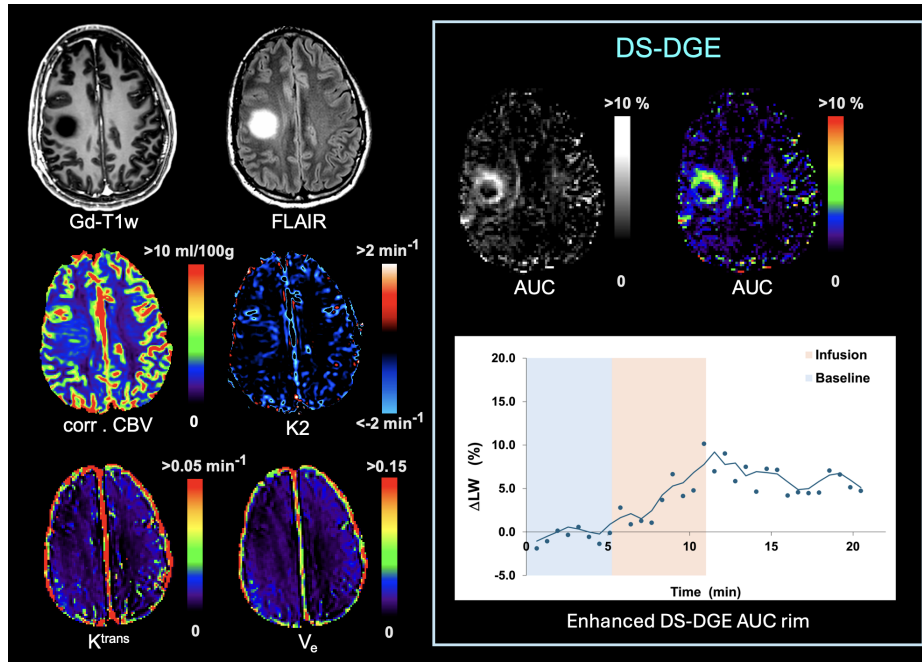 DS-DGE
Gd-T1w
FLAIR
>10 %
0
AUC
>10 %
0
AUC
>10 ml/100g
0
corr . CBV
>2 min⁻¹
<-2 min⁻¹
K2
>0.05 min⁻¹
0
Kᵗʳᵃⁿˢ
>0.15
0
Vₑ
20.0
15.0
10.0
5.0
0.0
-5.0
ΔLW (%)
Infusion
Baseline
0
5
10
15
20
Time (min)
Enhanced DS-DGE AUC rim